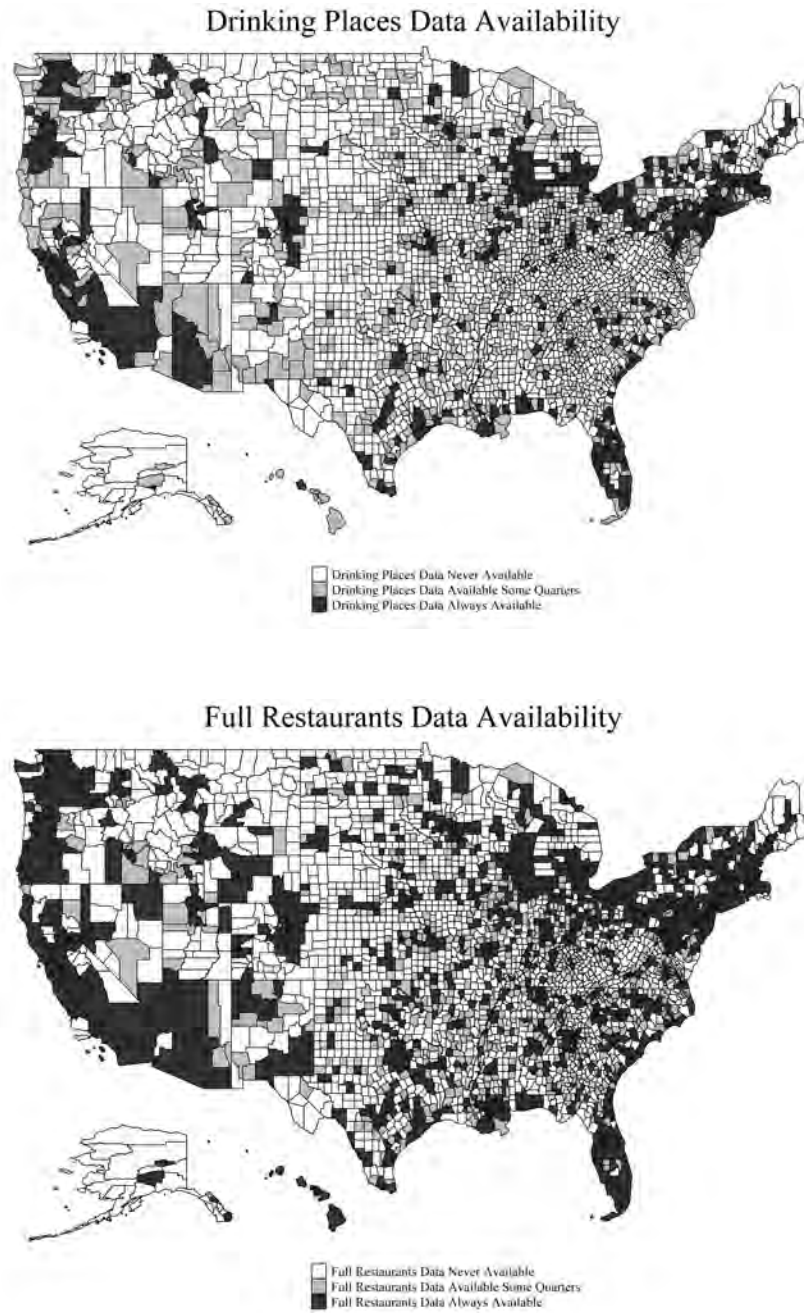 Drinking Places Data Availability
Drinking Places Data Never Available
Drinking Places Data Available Some Quarters
Drinking Places Data Always Available
Full Restaurants Data Availability
Full Restaurants Data Never Available
Full Restaurants Data Available Some Quarters
Full Restaurants Data Always Available